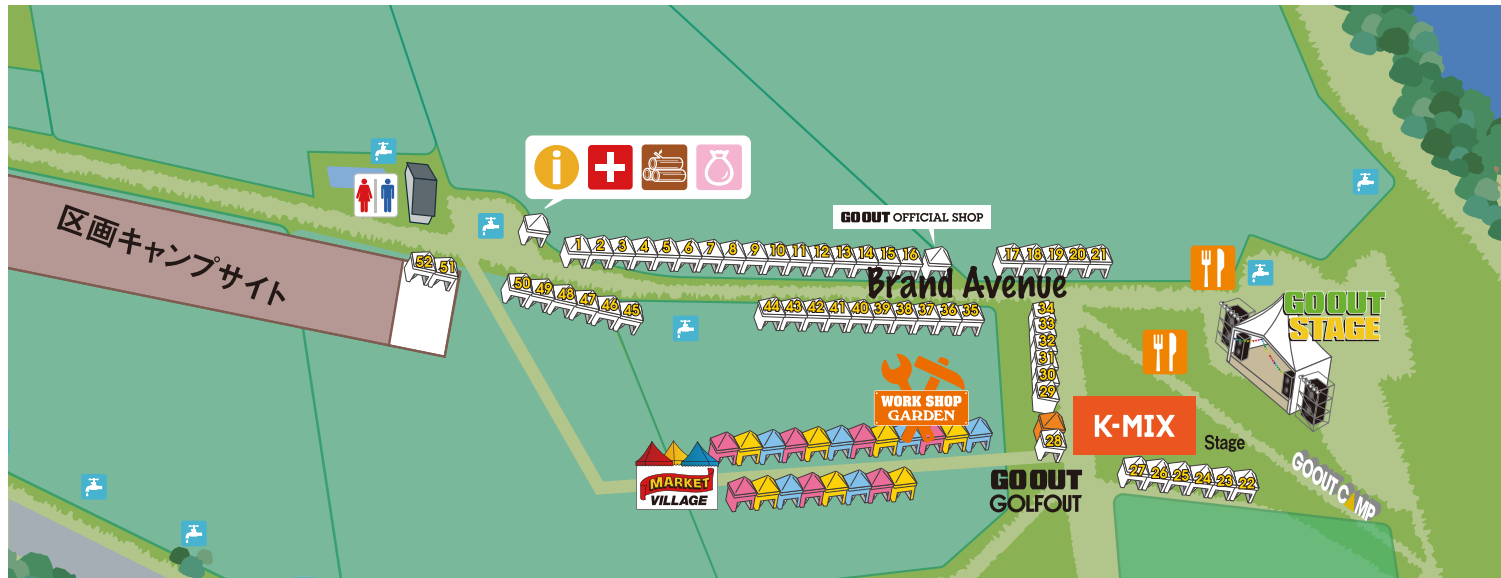 区画キャンプサイト
52 51
i
1 2 3 4 5 6 7 8 9 10 11 12 13 14 15 16
GO OUT OFFICIAL SHOP
17 18 19 20 21
Brand Avenue
50 49 48 47 46 45
44 43 42 41 40 39 38 37 36 35
34
33
32
31
30
29
28
GO OUT
STAGE
WORK SHOP
GARDEN
K-MIX
Stage
MARKET
VILLAGE
GO OUT
GOLFOUT
27 26 25 24 23 22
GO OUT CAMP